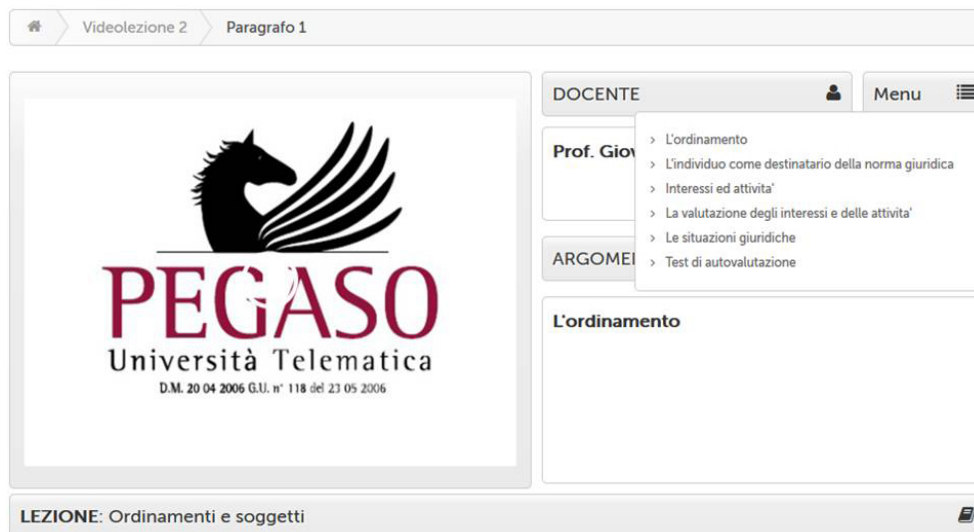 Videolezione 2
Paragrafo 1
DOCENTE
Menu
Prof.
L'ordinamento
L'individuo come destinatario della norma giuridica
Interessi ed attivita'
La valutazione degli interessi e delle attivita'
Le situazioni giuridiche
Test di autovalutazione
L'ordinamento
PEGASO
Università Telematica
D.M. 20 04 2006 G.U. n° 118 del 23 05 2006
LEZIONE: Ordinamenti e soggetti